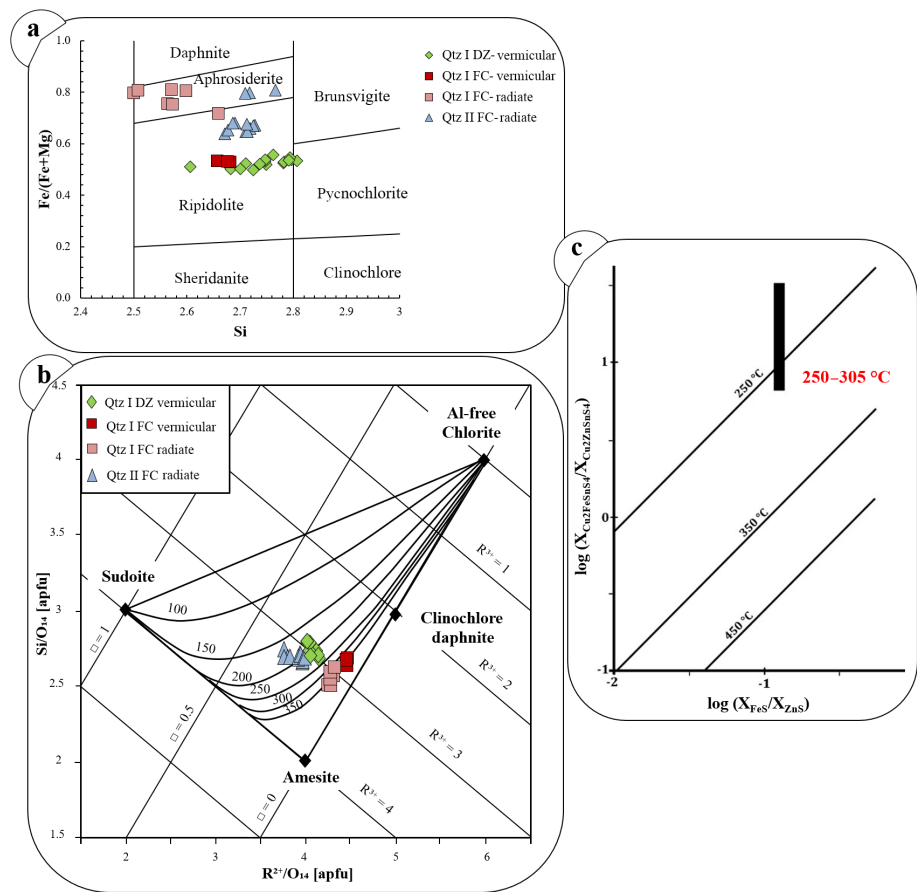 a
1.0
0.8
0.6
0.4
0.2
0.0
2.4
2.5
2.6
2.7
2.8
2.9
3
Fe/(Fe+Mg)
Si
Daphnite
Aphrosiderite
Brunsvigite
Ripidolite
Pycnochlorite
Sheridanite
Clinochlore
Qtz I DZ- vermicular
Qtz I FC- vermicular
Qtz I FC- radiate
Qtz II FC- radiate
b
4.5
4
3.5
3
2.5
2
1.5
2
3
4
5
6
Si/O₁₄ [apfu]
R²⁺/O₁₄ [apfu]
Qtz I DZ vermicular
Qtz I FC vermicular
Qtz I FC radiate
Qtz II FC radiate
Al-free
Chlorite
Sudoite
Clinochlore
daphnite
Amesite
100
150
200
250
300
350
□ = 1
□ = 0.5
□ = 0
R³⁺ = 1
R³⁺ = 2
R³⁺ = 3
R³⁺ = 4
c
1
0
-1
-2
-1
log (X_Cu2FeSnS4/X_Cu2ZnSnS4)
log (X_FeS/X_ZnS)
250 °C
350 °C
450 °C
250–305 °C